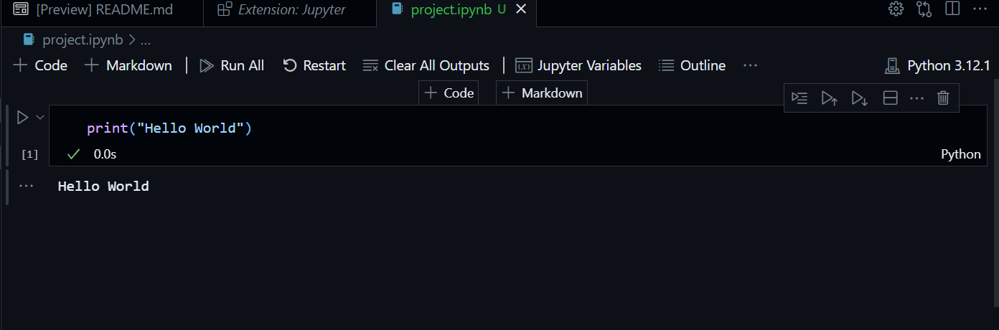 [Preview] README.md Extension: Jupyter project.ipynb U
project.ipynb > ...
Code Markdown Run All Restart Clear All Outputs Jupyter Variables Outline ... Python 3.12.1
Code Markdown
print("Hello World")
[1] 0.0s Python
Hello World